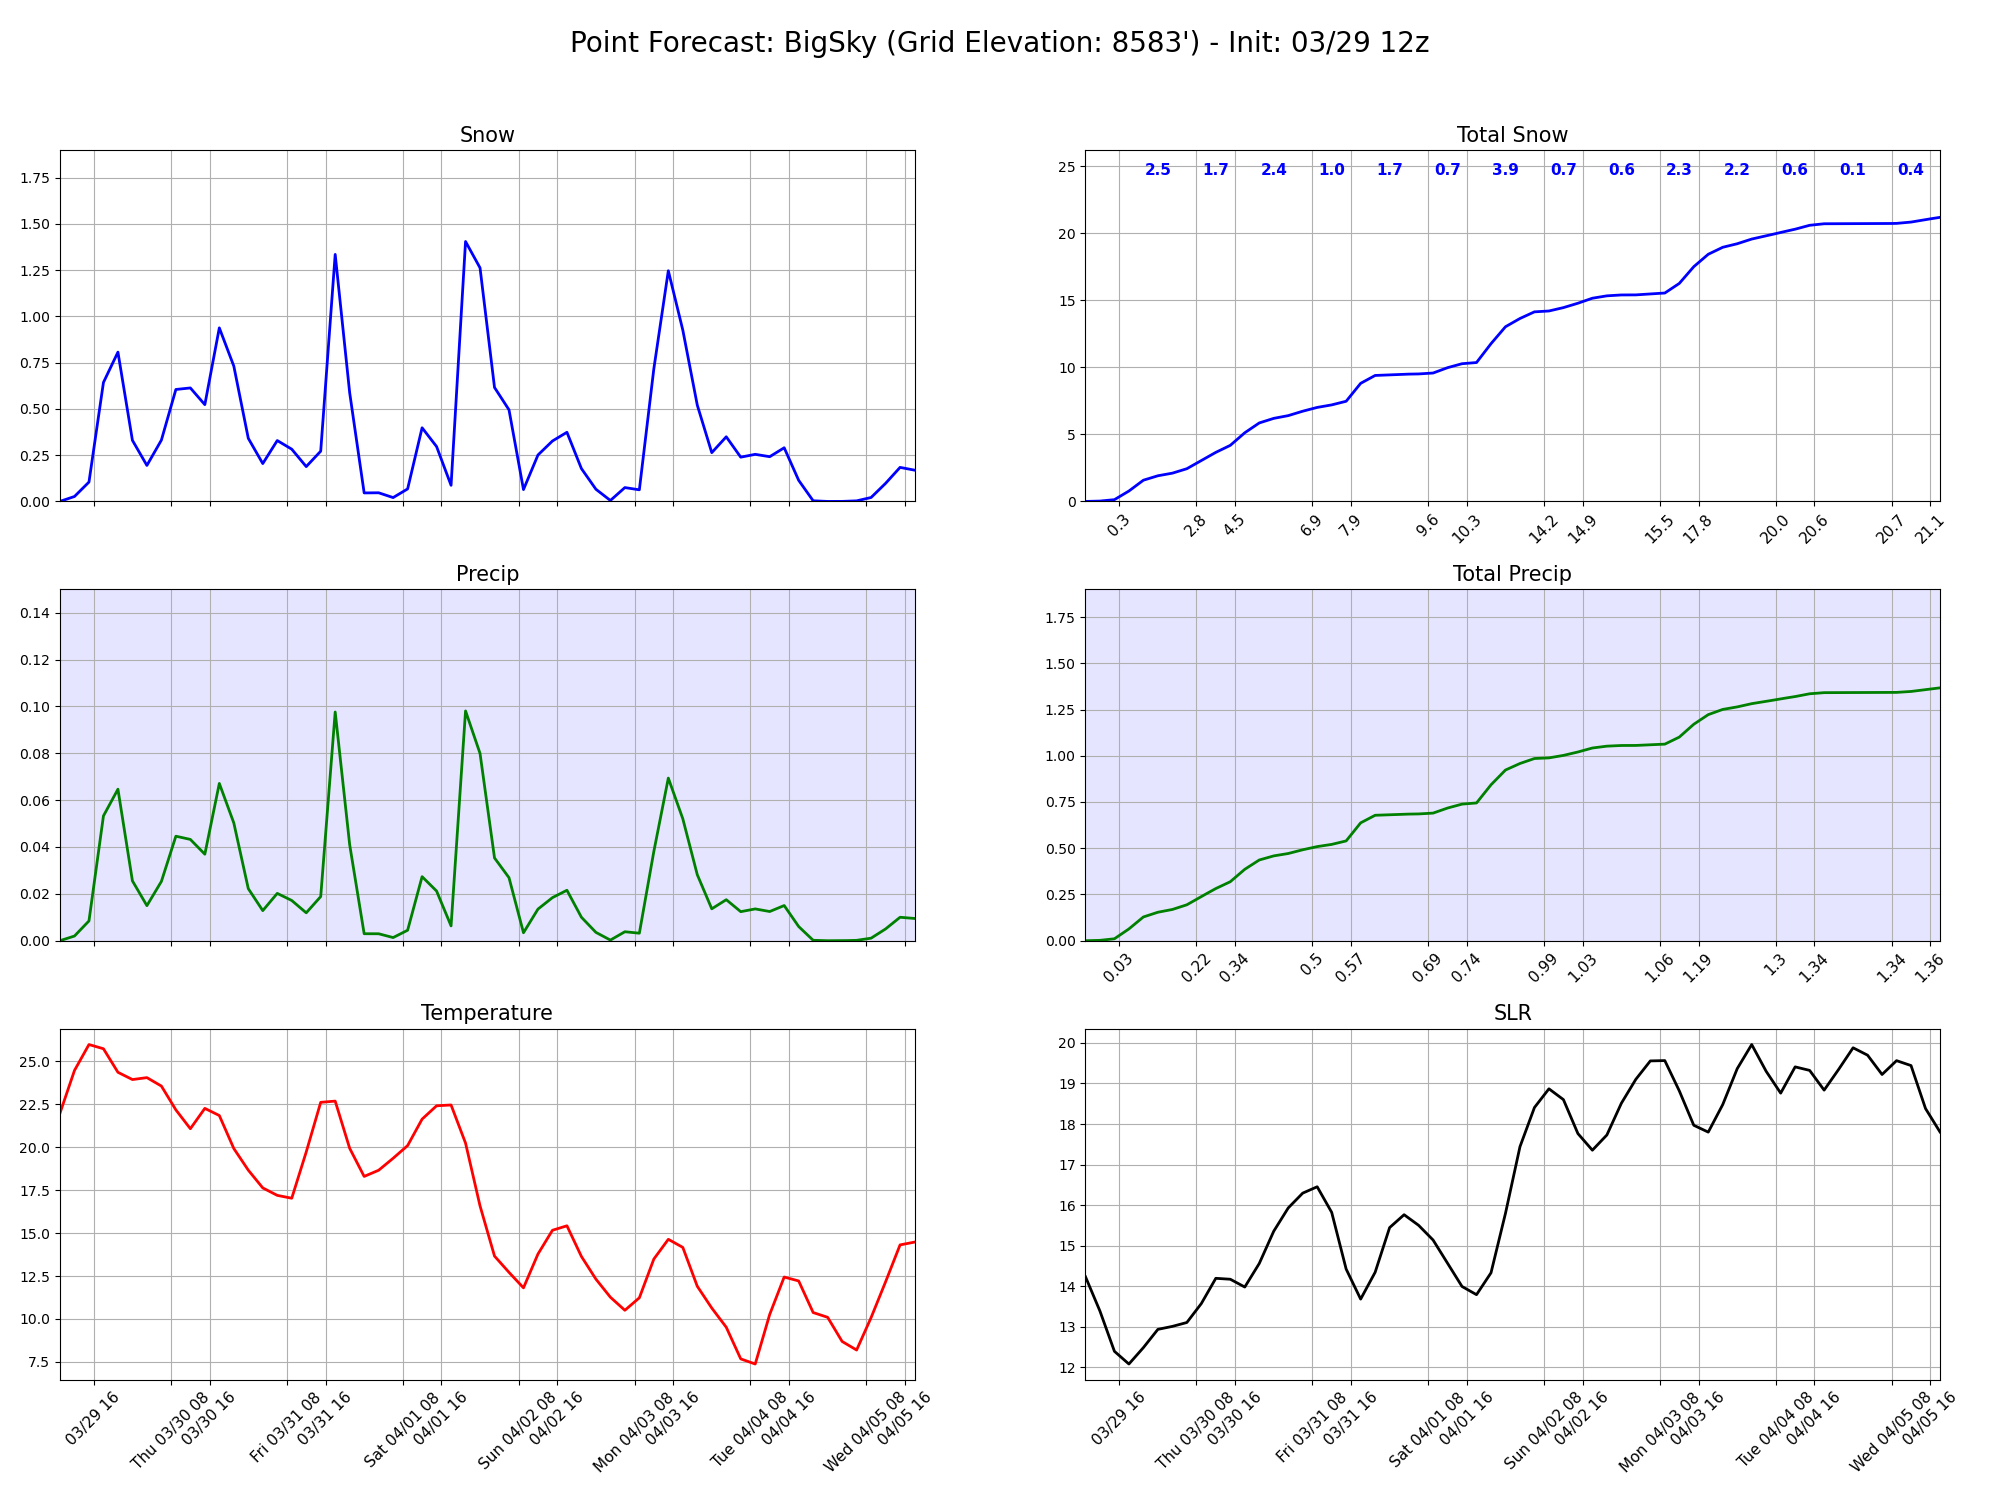 Point Forecast: BigSky (Grid Elevation: 8583') - Init: 03/29 12z
Snow
1.75
1.50
1.25
1.00
0.75
0.50
0.25
0.00
Total Snow
2.5 1.7 2.4 1.0 1.7 0.7 3.9 0.7 0.6 2.3 2.2 0.6 0.1 0.4
25
20
15
10
5
0
0.3 2.8 4.5 6.9 7.9 9.6 10.3 14.2 14.9 15.5 17.8 20.0 20.6 20.7 21.1
Precip
0.14
0.12
0.10
0.08
0.06
0.04
0.02
0.00
Total Precip
1.75
1.50
1.25
1.00
0.75
0.50
0.25
0.00
0.03 0.22 0.34 0.5 0.57 0.69 0.74 0.99 1.03 1.06 1.19 1.3 1.34 1.34 1.36
Temperature
25.0
22.5
20.0
17.5
15.0
12.5
10.0
7.5
03/29 16
Thu 03/30 08
03/30 16
Fri 03/31 08
03/31 16
Sat 04/01 08
04/01 16
Sun 04/02 08
04/02 16
Mon 04/03 08
04/03 16
Tue 04/04 08
04/04 16
Wed 04/05 08
04/05 16
SLR
20
19
18
17
16
15
14
13
12
03/29 16
Thu 03/30 08
03/30 16
Fri 03/31 08
03/31 16
Sat 04/01 08
04/01 16
Sun 04/02 08
04/02 16
Mon 04/03 08
04/03 16
Tue 04/04 08
04/04 16
Wed 04/05 08
04/05 16